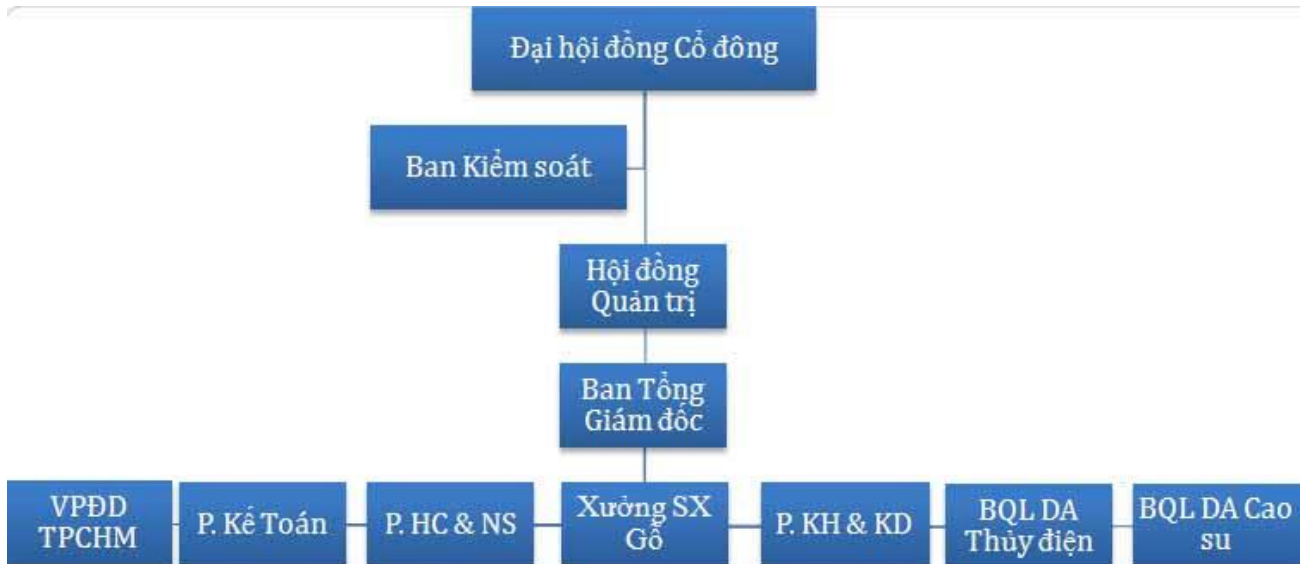 Đại hội đồng Cổ đông
Ban Kiểm soát
Hội đồng
Quản trị
Ban Tổng
Giám đốc
VPĐD
TPCHM
P. Kế Toán
P. HC & NS
Xưởng SX
Gỗ
P. KH & KD
BQL DA
Thủy điện
BQL DA Cao
su